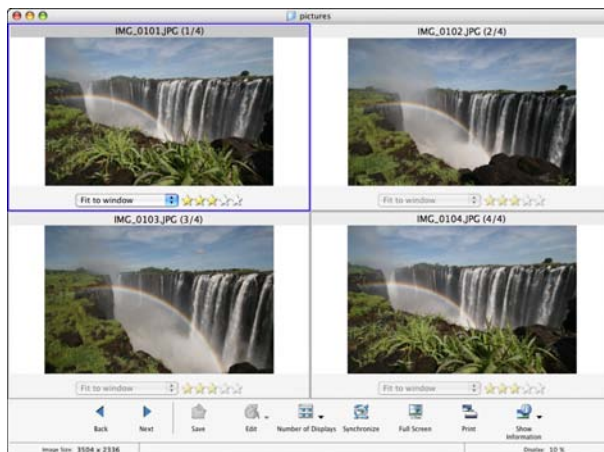 pictures
IMG_0101.JPG (1/4)
IMG_0102.JPG (2/4)
Fit to window
Fit to window
IMG_0103.JPG (3/4)
IMG_0104.JPG (4/4)
Fit to window
Fit to window
Back Next Save Edit Number of Displays Synchronize Full Screen Print Show
Information
Image Size: 3504 x 2336 Display: 10 %